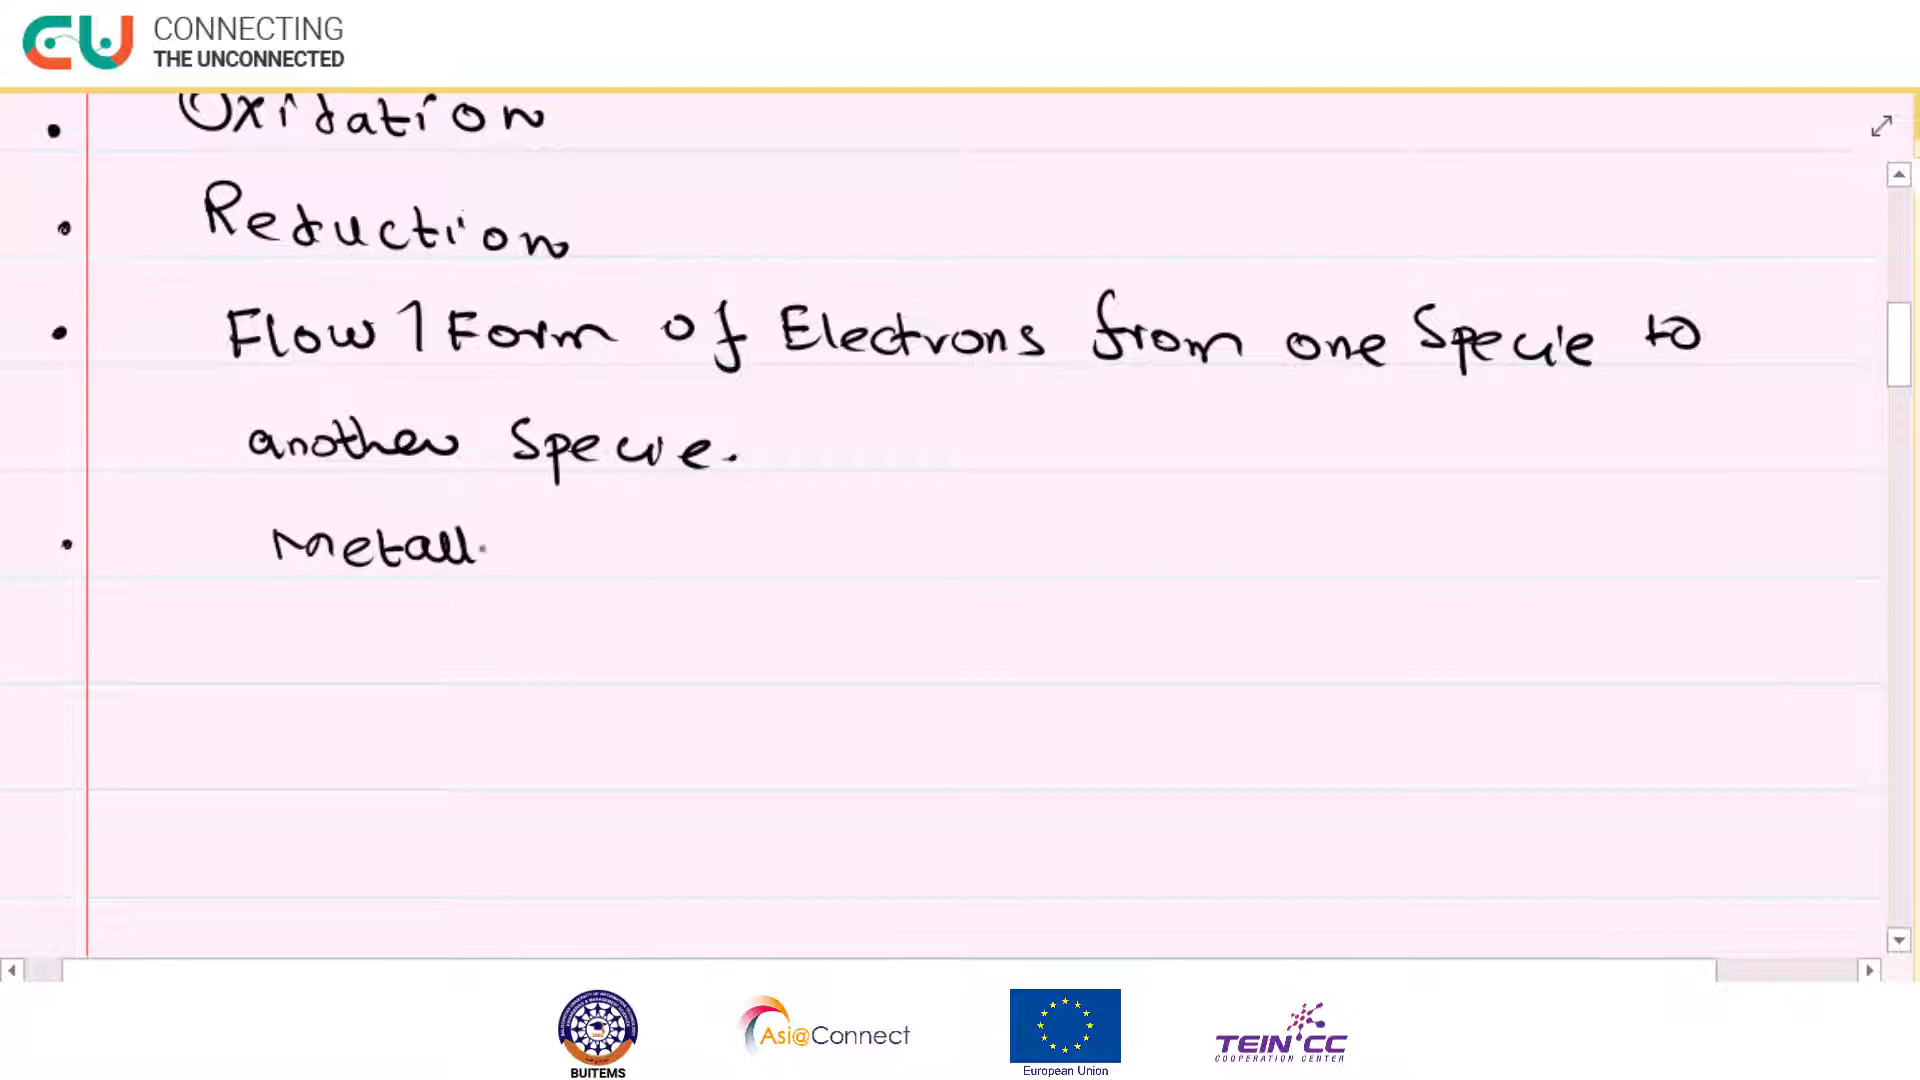 CONNECTING
THE UNCONNECTED
• Oxidation
• Reduction
• Flow / Form of Electrons from one Specie to
another Specie.
• Metall
BUITEMS
Asi@Connect
European Union
TEIN*CC
COOPERATION CENTER